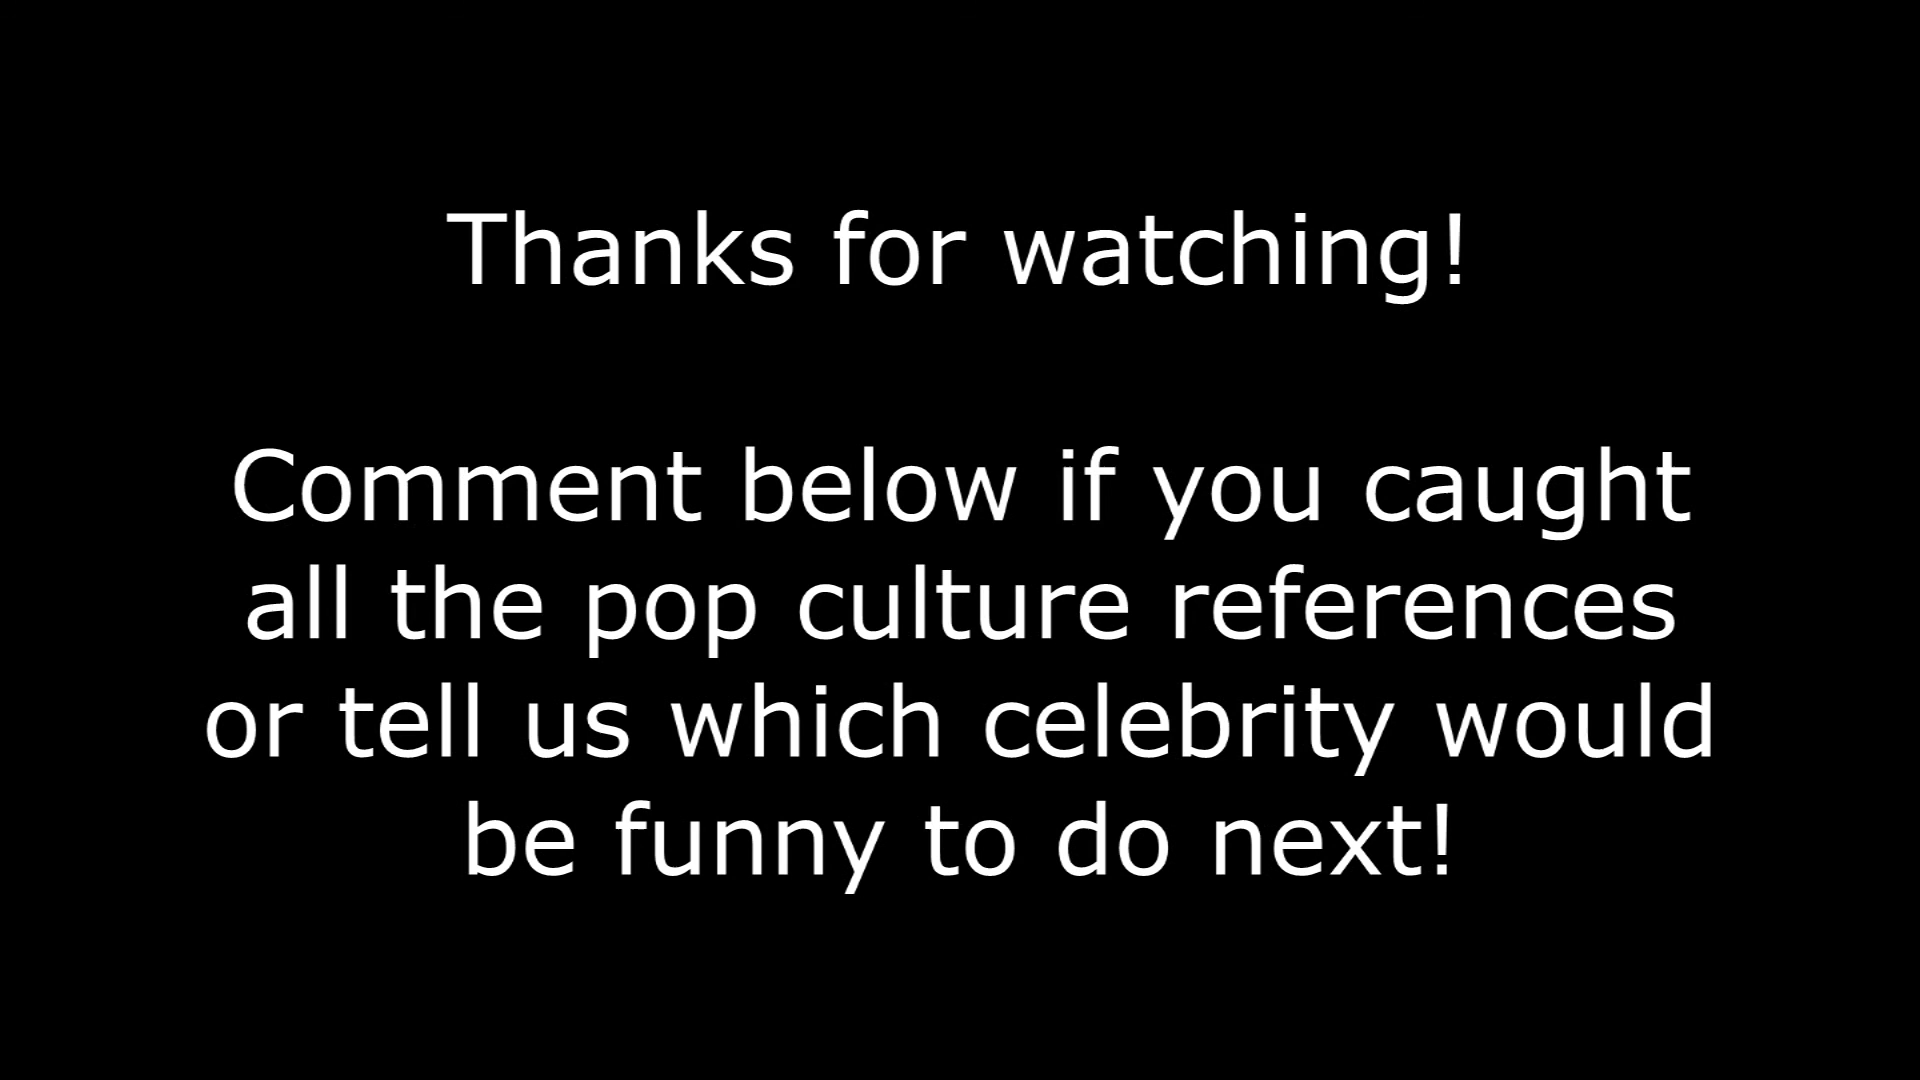 Thanks for watching!
Comment below if you caught
all the pop culture references
or tell us which celebrity would
be funny to do next!